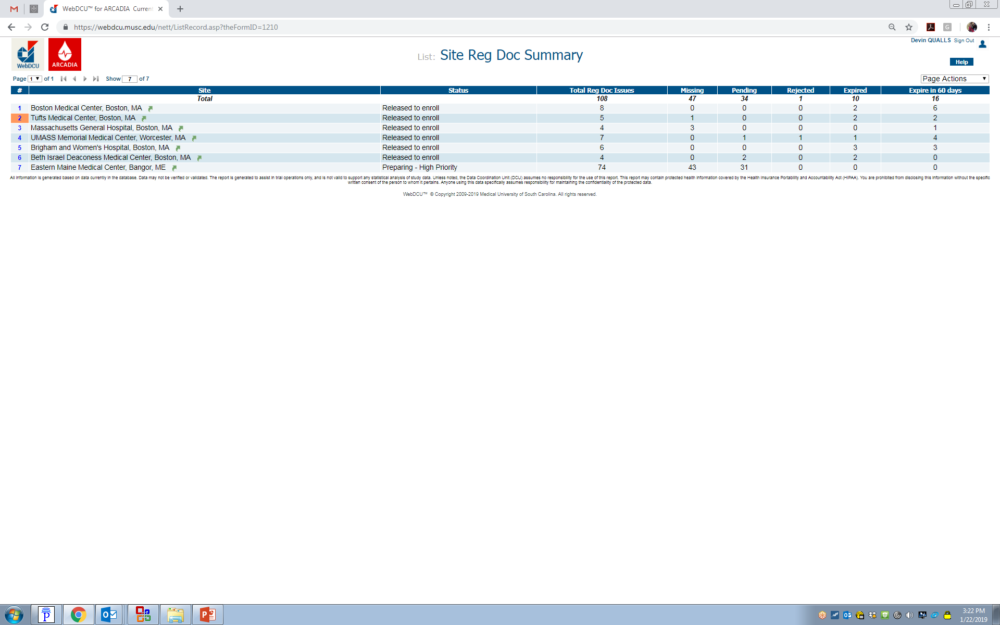 WebDCU™ for ARCADIA Current
https://webdcu.musc.edu/nett/ListRecord.asp?theFormID=1210
Devin QUALLS Sign Out
WebDCU
ARCADIA
List: Site Reg Doc Summary
Help
Page 1 of 1 Show 7 of 7
Page Actions
# Site Status Total Reg Doc Issues Missing Pending Rejected Expired Expire in 60 days
Total 108 47 34 1 10 16
1 Boston Medical Center, Boston, MA Released to enroll 8 0 0 0 2 6
2 Tufts Medical Center, Boston, MA Released to enroll 5 1 0 0 2 2
3 Massachusetts General Hospital, Boston, MA Released to enroll 4 3 0 0 0 1
4 UMASS Memorial Medical Center, Worcester, MA Released to enroll 7 0 1 1 1 4
5 Brigham and Women's Hospital, Boston, MA Released to enroll 6 0 0 0 3 3
6 Beth Israel Deaconess Medical Center, Boston, MA Released to enroll 4 0 2 0 2 0
7 Eastern Maine Medical Center, Bangor, ME Preparing - High Priority 74 43 31 0 0 0
All information is generated based on data currently in the database. Data may not be verified or validated. The report is generated to assist in trial operations only, and is not valid to support any statistical analysis of study data. Unless noted, the Data Coordination Unit (DCU) assumes no responsibility for the use of this report. This report may contain protected health information covered by the Health Insurance Portability and Accountability Act (HIPAA). You are prohibited from disclosing this information without the specific
written consent of the person to whom it pertains. Anyone using this data specifically assumes responsibility for maintaining the confidentiality of the protected data.
WebDCU™ © Copyright 2009-2019 Medical University of South Carolina. All rights reserved.
3:22 PM
1/22/2019